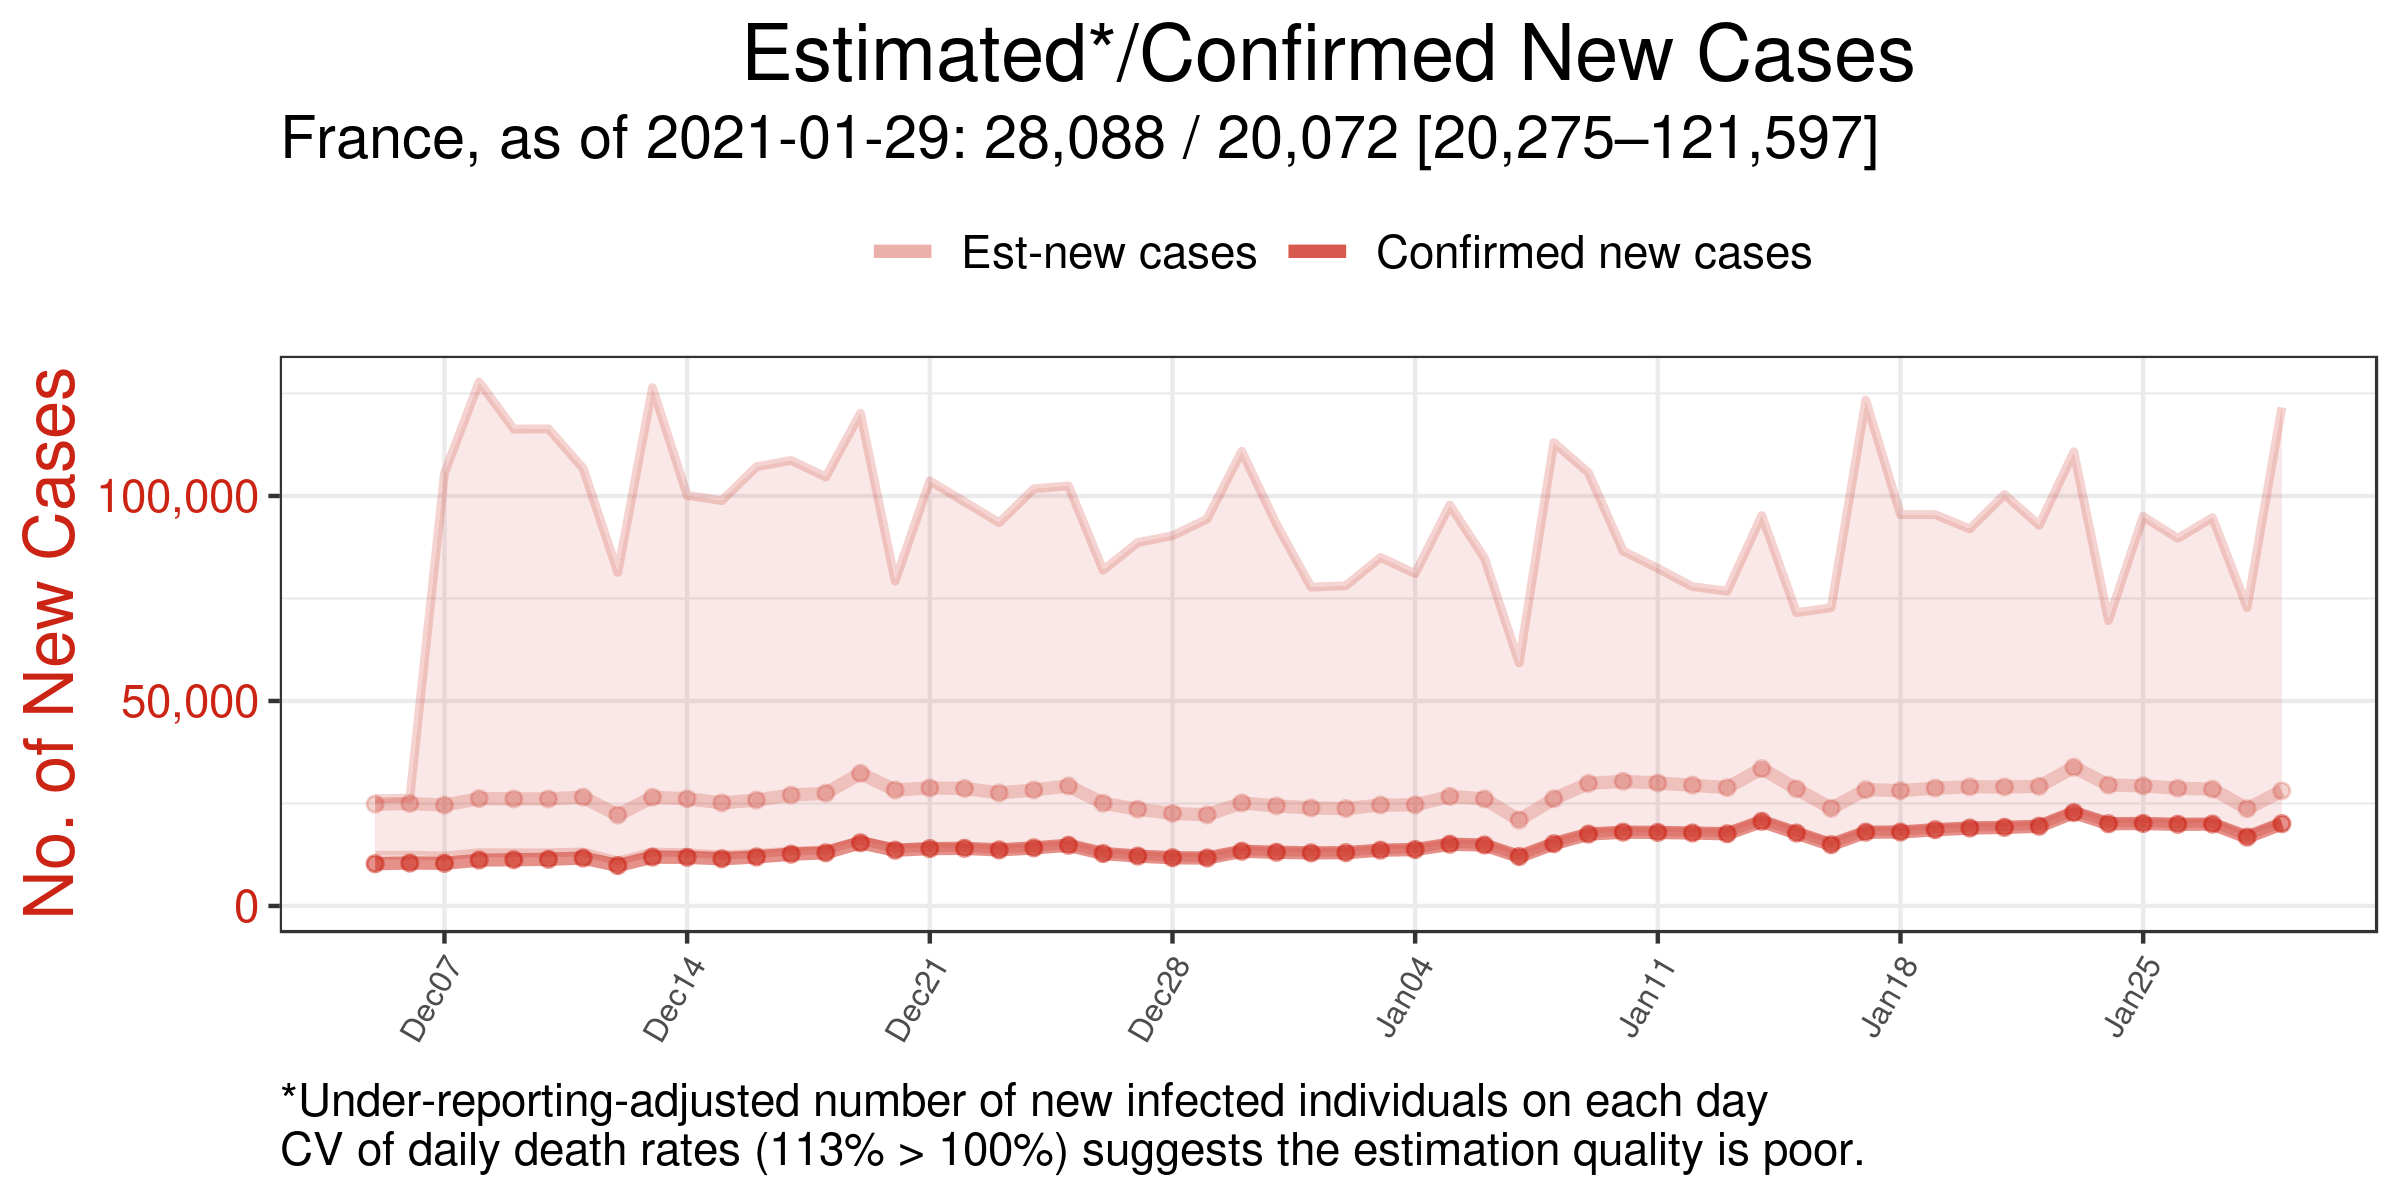 Estimated*/Confirmed New Cases
France, as of 2021-01-29: 28,088 / 20,072 [20,275–121,597]
Est-new cases
Confirmed new cases
No. of New Cases
100,000
50,000
0
Dec07
Dec14
Dec21
Dec28
Jan04
Jan11
Jan18
Jan25
*Under-reporting-adjusted number of new infected individuals on each day
CV of daily death rates (113% > 100%) suggests the estimation quality is poor.